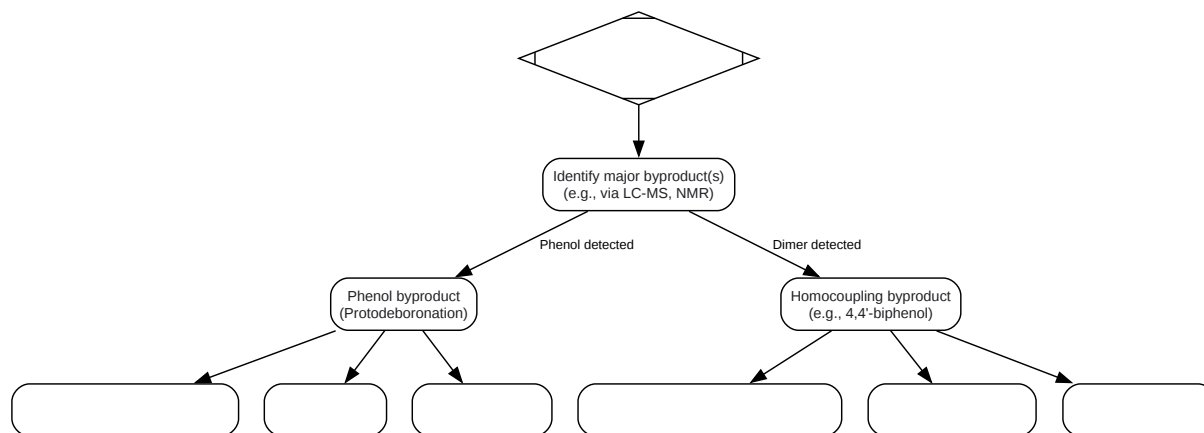 Identify major byproduct(s)
(e.g., via LC-MS, NMR)
Phenol detected
Dimer detected
Phenol byproduct
(Protodeboronation)
Homocoupling byproduct
(e.g., 4,4'-biphenol)